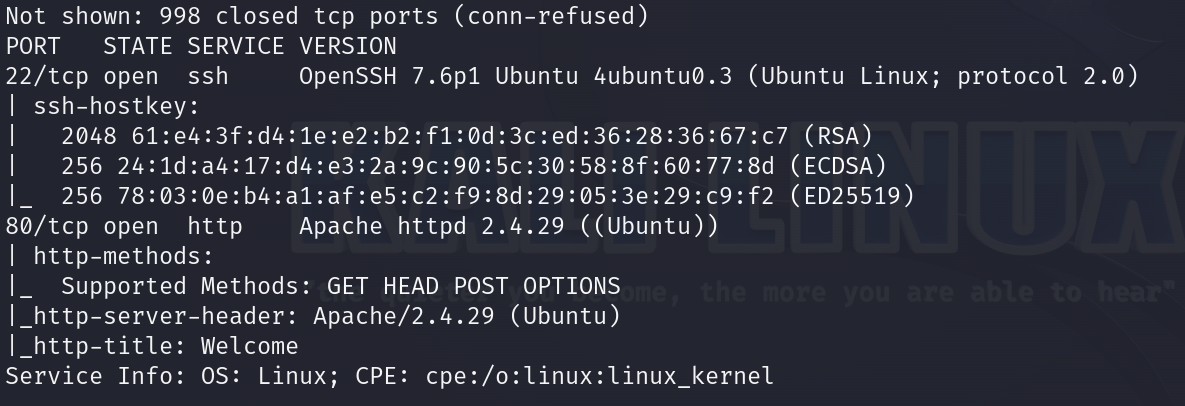 Not shown: 998 closed tcp ports (conn-refused)
PORT   STATE SERVICE VERSION
22/tcp open  ssh     OpenSSH 7.6p1 Ubuntu 4ubuntu0.3 (Ubuntu Linux; protocol 2.0)
| ssh-hostkey:
|   2048 61:e4:3f:d4:1e:e2:b2:f1:0d:3c:ed:36:28:36:67:c7 (RSA)
|   256 24:1d:a4:17:d4:e3:2a:9c:90:5c:30:58:8f:60:77:8d (ECDSA)
|_  256 78:03:0e:b4:a1:af:e5:c2:f9:8d:29:05:3e:29:c9:f2 (ED25519)
80/tcp open  http    Apache httpd 2.4.29 ((Ubuntu))
| http-methods:
|_  Supported Methods: GET HEAD POST OPTIONS
|_http-server-header: Apache/2.4.29 (Ubuntu)
|_http-title: Welcome
Service Info: OS: Linux; CPE: cpe:/o:linux:linux_kernel
KALI LINUX
"the quieter you become, the more you are able to hear"